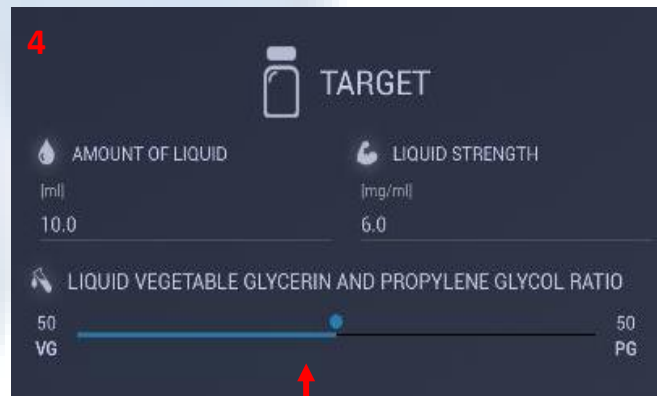 4
TARGET
AMOUNT OF LIQUID
LIQUID STRENGTH
[ml]
[mg/ml]
10.0
6.0
LIQUID VEGETABLE GLYCERIN AND PROPYLENE GLYCOL RATIO
50
50
VG
PG